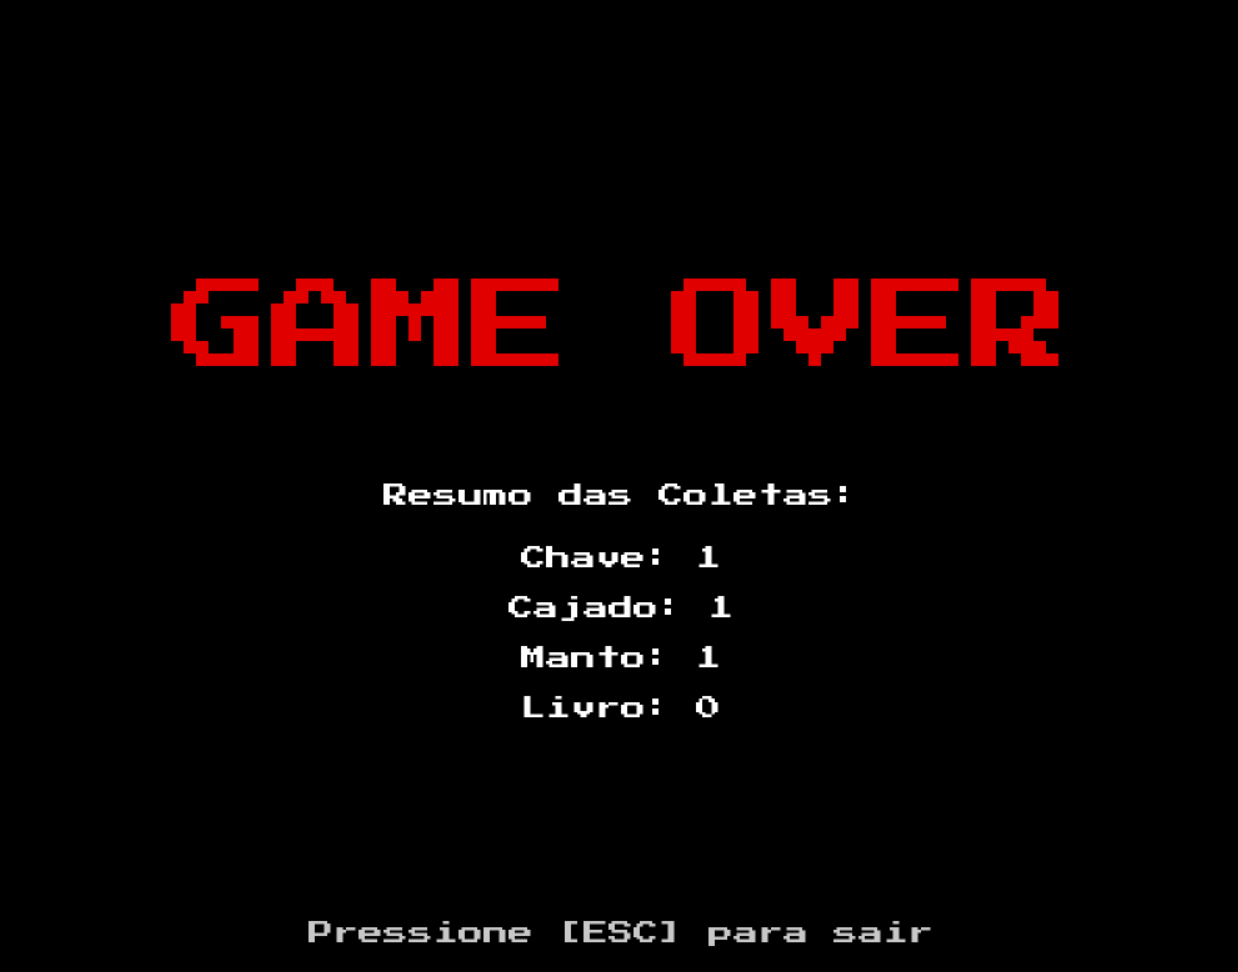 GAME OVER
Resumo das Coletas:
Chave: 1
Cajado: 1
Manto: 1
Livro: 0
Pressione [ESC] para sair